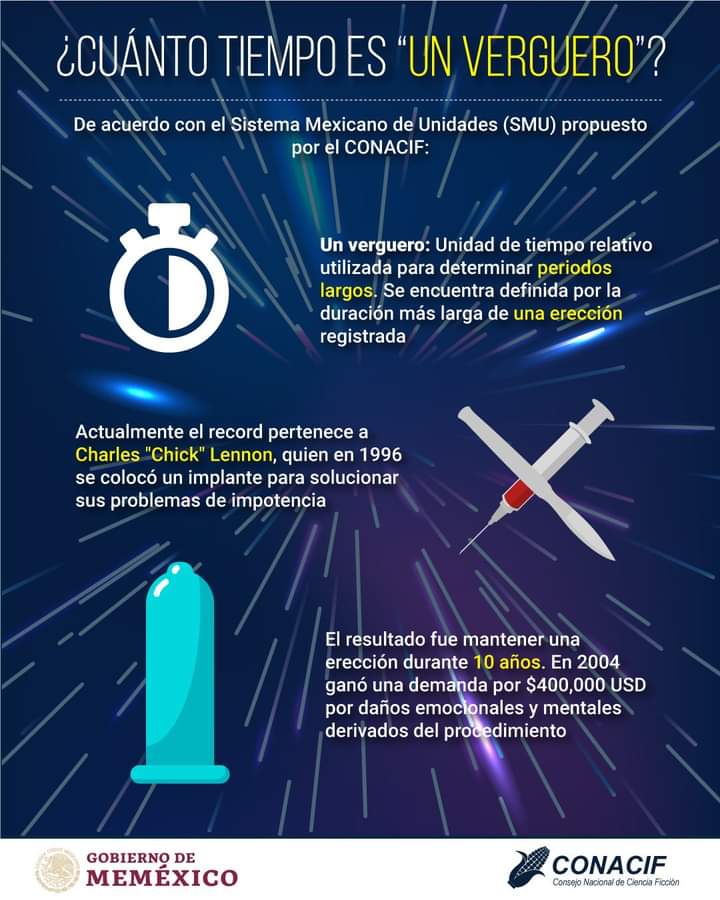 ¿CUÁNTO TIEMPO ES “UN VERGUERO”?
De acuerdo con el Sistema Mexicano de Unidades (SMU) propuesto
por el CONACIF:
Un verguero: Unidad de tiempo relativo
utilizada para determinar periodos
largos. Se encuentra definida por la
duración más larga de una erección
registrada
Actualmente el record pertenece a
Charles "Chick" Lennon, quien en 1996
se colocó un implante para solucionar
sus problemas de impotencia
El resultado fue mantener una
erección durante 10 años. En 2004
ganó una demanda por $400,000 USD
por daños emocionales y mentales
derivados del procedimiento
GOBIERNO DE
MEMÉXICO
CONACIF
Consejo Nacional de Ciencia Ficción